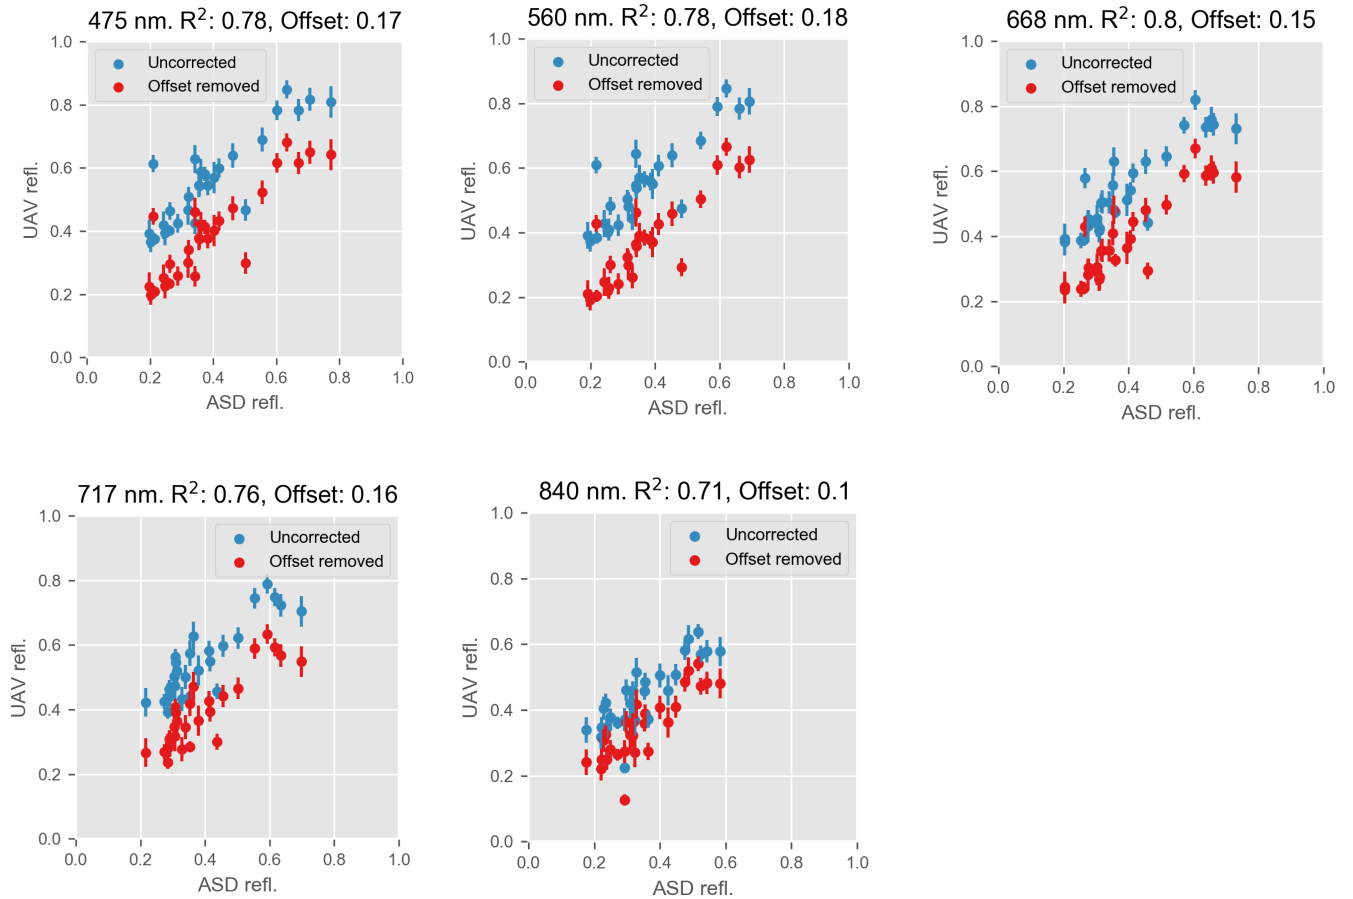 475 nm. R²: 0.78, Offset: 0.17
1.0
0.8
0.6
0.4
0.2
0.0
UAV refl.
Uncorrected
Offset removed
0.0 0.2 0.4 0.6 0.8 1.0
ASD refl.
560 nm. R²: 0.78, Offset: 0.18
1.0
0.8
0.6
0.4
0.2
0.0
UAV refl.
Uncorrected
Offset removed
0.0 0.2 0.4 0.6 0.8 1.0
ASD refl.
668 nm. R²: 0.8, Offset: 0.15
1.0
0.8
0.6
0.4
0.2
0.0
UAV refl.
Uncorrected
Offset removed
0.0 0.2 0.4 0.6 0.8 1.0
ASD refl.
717 nm. R²: 0.76, Offset: 0.16
1.0
0.8
0.6
0.4
0.2
0.0
UAV refl.
Uncorrected
Offset removed
0.0 0.2 0.4 0.6 0.8 1.0
ASD refl.
840 nm. R²: 0.71, Offset: 0.1
1.0
0.8
0.6
0.4
0.2
0.0
UAV refl.
Uncorrected
Offset removed
0.0 0.2 0.4 0.6 0.8 1.0
ASD refl.